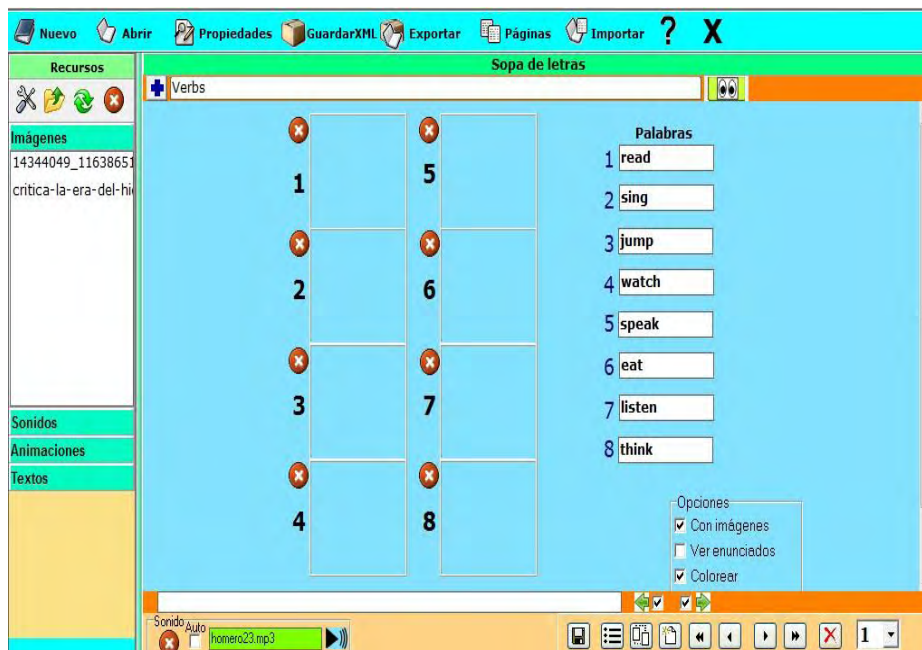 Nuevo Abrir Propiedades GuardarXML Exportar Páginas Importar ? X
Recursos
Sopa de letras
Verbs
Imágenes
14344049_11638651
critica-la-era-del-hi
Sonidos
Animaciones
Textos
1 5
2 6
3 7
4 8
Palabras
1 read
2 sing
3 jump
4 watch
5 speak
6 eat
7 listen
8 think
Opciones
Con imágenes
Ver enunciados
Colorear
Sonido
Auto
homero23.mp3
1